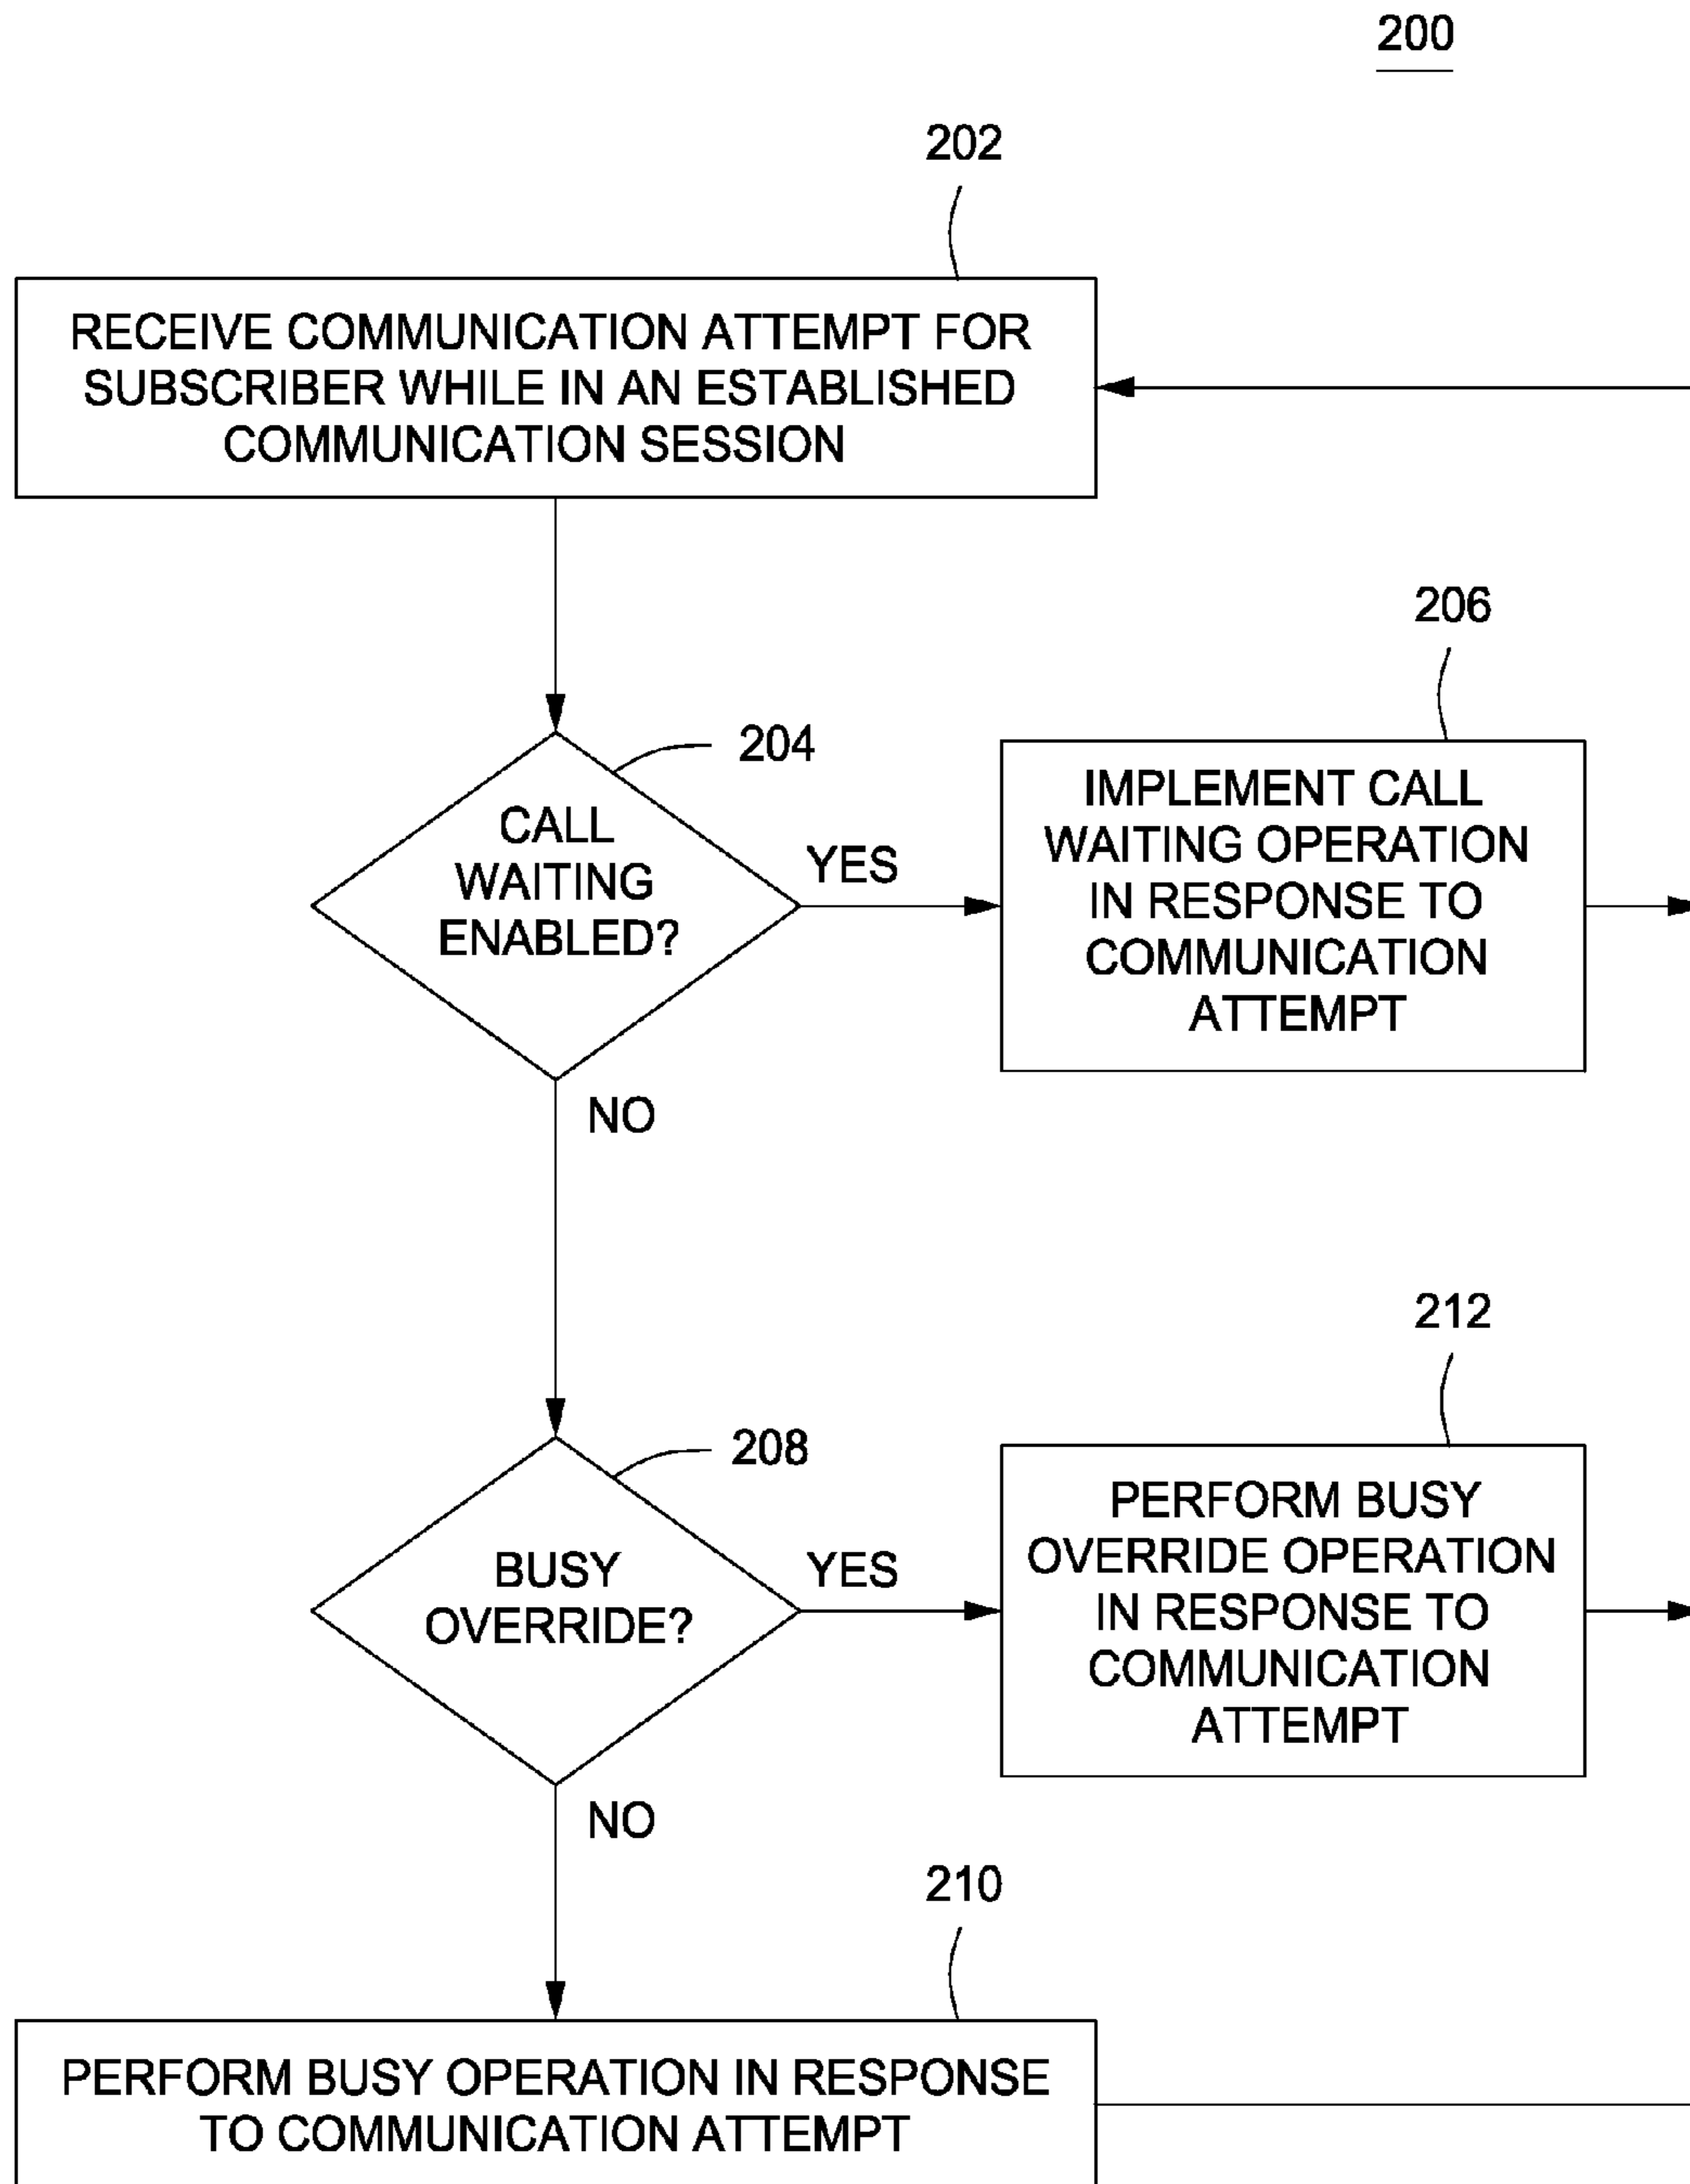 200
202
RECEIVE COMMUNICATION ATTEMPT FOR
SUBSCRIBER WHILE IN AN ESTABLISHED
COMMUNICATION SESSION
204
CALL
WAITING
ENABLED?
YES
206
IMPLEMENT CALL
WAITING OPERATION
IN RESPONSE TO
COMMUNICATION
ATTEMPT
NO
208
BUSY
OVERRIDE?
YES
212
PERFORM BUSY
OVERRIDE OPERATION
IN RESPONSE TO
COMMUNICATION
ATTEMPT
NO
210
PERFORM BUSY OPERATION IN RESPONSE
TO COMMUNICATION ATTEMPT